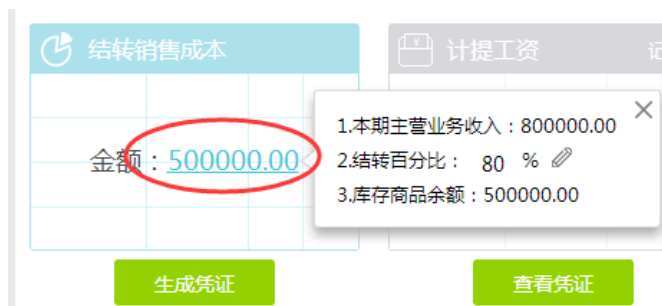 结转销售成本
计提工资
记
金额：500000.00
1.本期主营业务收入：800000.00
2.结转百分比： 80 %
3.库存商品余额：500000.00
生成凭证
查看凭证